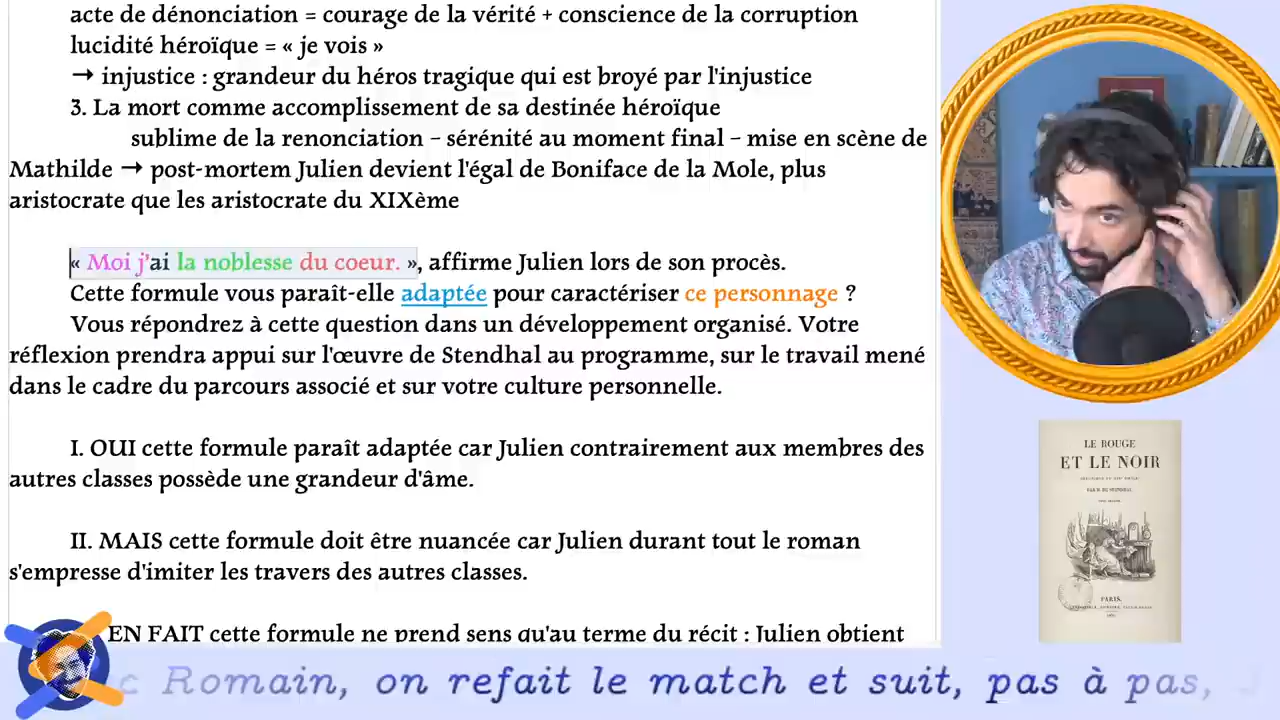 acte de dénonciation = courage de la vérité + conscience de la corruption
lucidité héroïque = « je vois »
→ injustice : grandeur du héros tragique qui est broyé par l'injustice
3. La mort comme accomplissement de sa destinée héroïque
sublime de la renonciation – sérénité au moment final – mise en scène de
Mathilde → post-mortem Julien devient l'égal de Boniface de la Mole, plus
aristocrate que les aristocrate du XIXème
« Moi j'ai la noblesse du coeur. », affirme Julien lors de son procès.
Cette formule vous paraît-elle adaptée pour caractériser ce personnage ?
Vous répondrez à cette question dans un développement organisé. Votre
réflexion prendra appui sur l'œuvre de Stendhal au programme, sur le travail mené
dans le cadre du parcours associé et sur votre culture personnelle.
I. OUI cette formule paraît adaptée car Julien contrairement aux membres des
autres classes possède une grandeur d'âme.
II. MAIS cette formule doit être nuancée car Julien durant tout le roman
s'empresse d'imiter les travers des autres classes.
EN FAIT cette formule ne prend sens qu'au terme du récit : Julien obtient
LE ROUGE
ET LE NOIR
PARIS.
c Romain, on refait le match et suit, pas à pas,